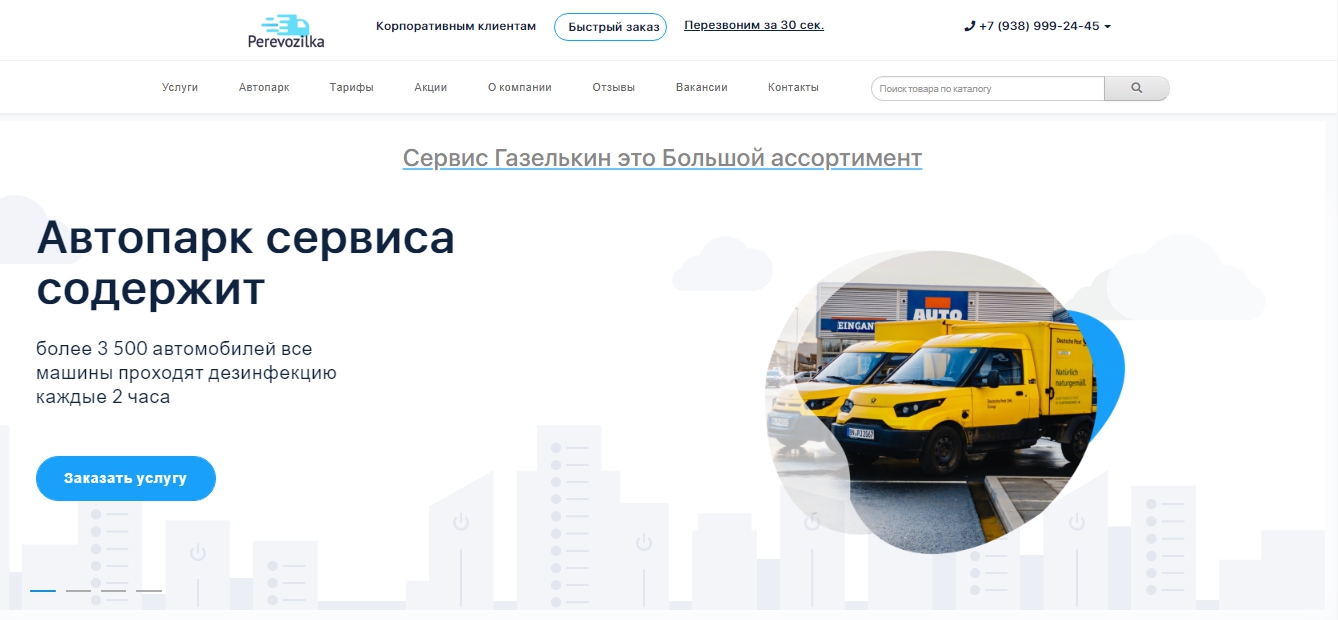 Perevozilka
Корпоративным клиентам
Быстрый заказ
Перезвоним за 30 сек.
+7 (938) 999-24-45
Услуги
Автопарк
Тарифы
Акции
О компании
Отзывы
Вакансии
Контакты
Поиск товара по каталогу
Сервис Газелькин это Большой ассортимент
Автопарк сервиса
содержит
более 3 500 автомобилей все
машины проходят дезинфекцию
каждые 2 часа
Заказать услугу
AUTO
EINGAN
Deutsche Post
Natürlich
naturgemäß.